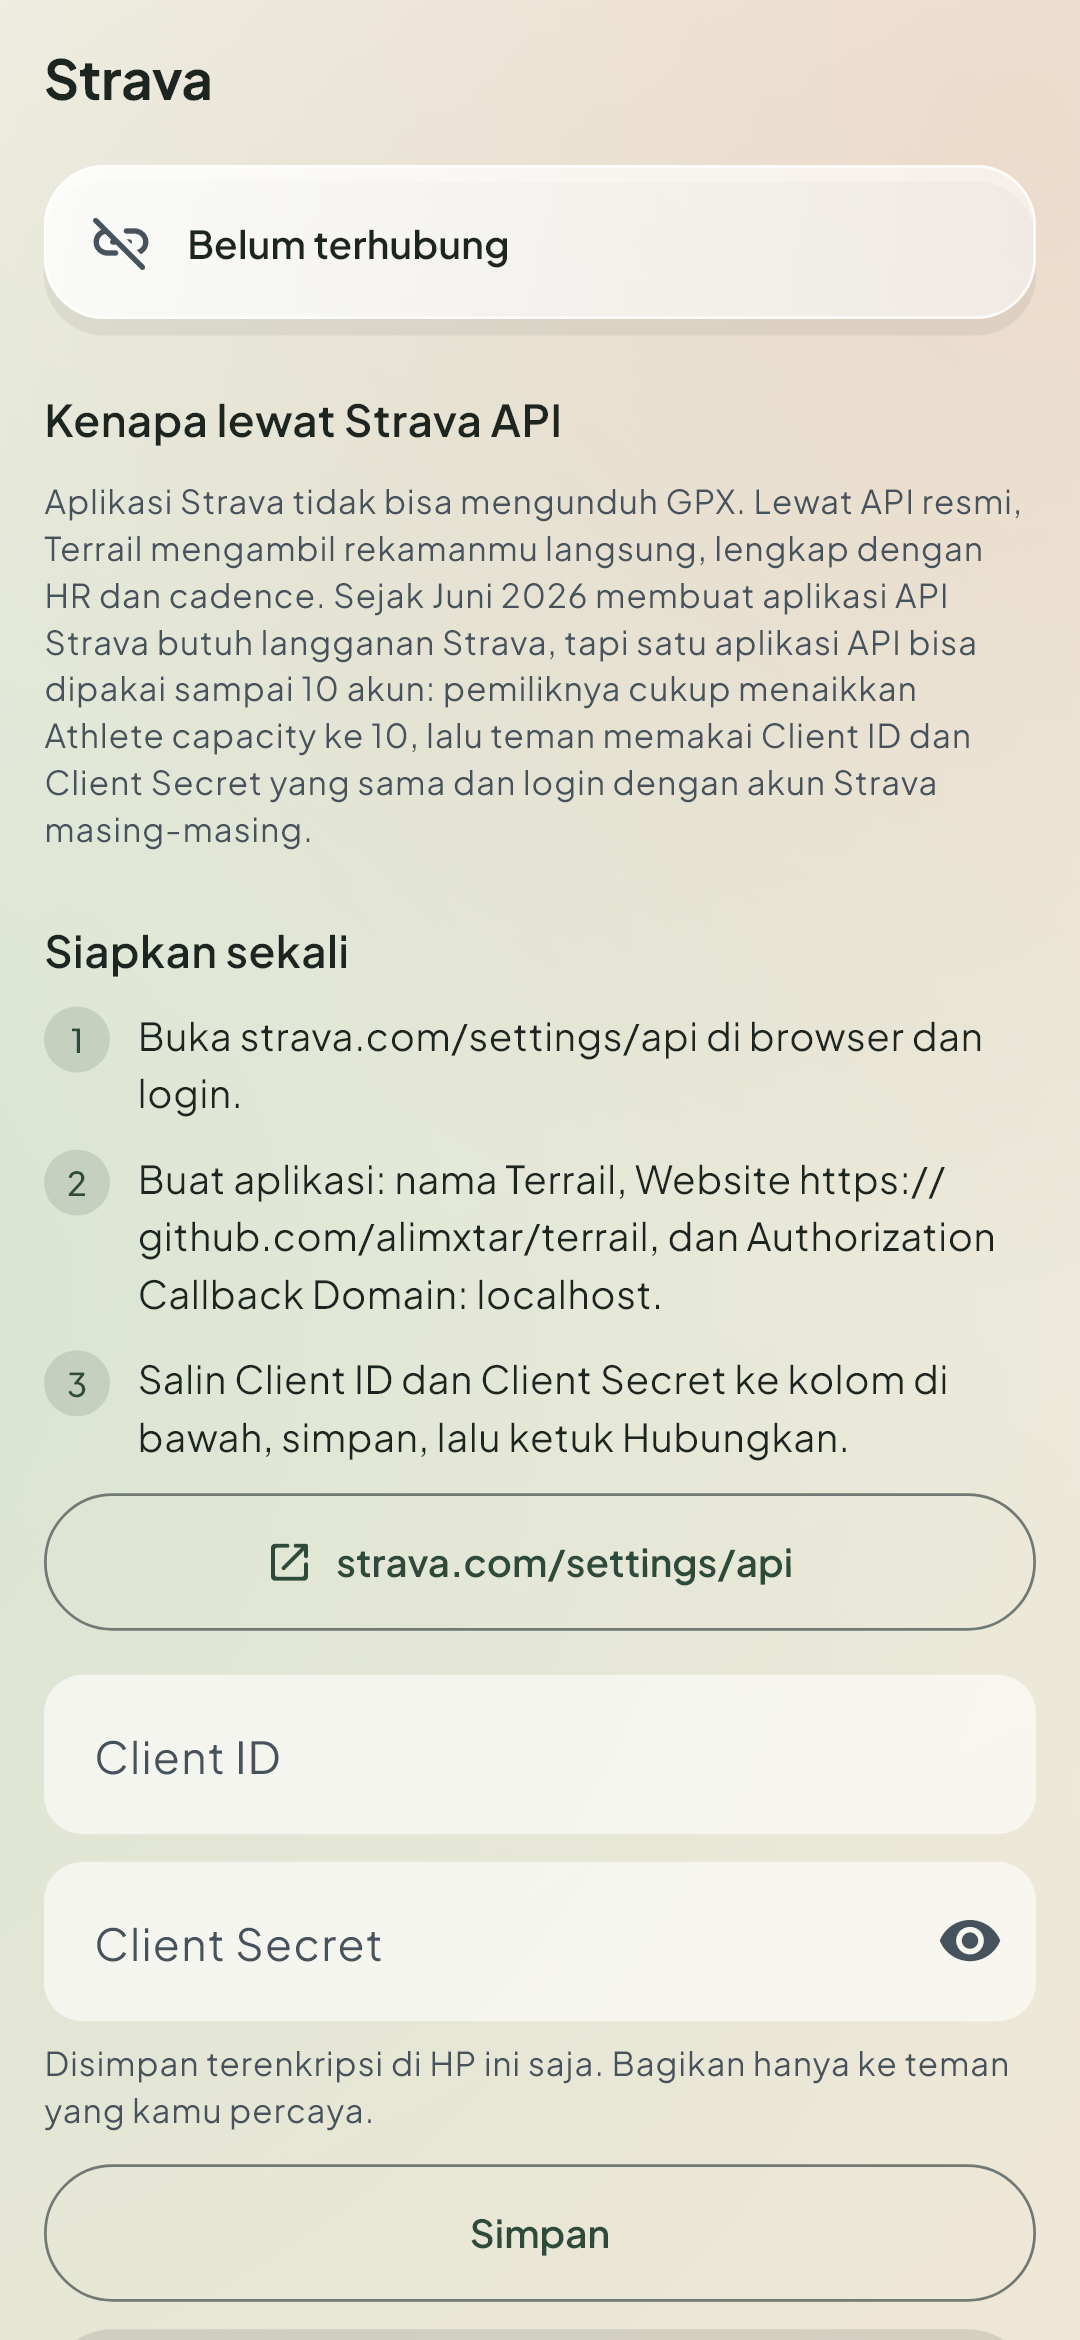 Strava
Belum terhubung
Kenapa lewat Strava API
Aplikasi Strava tidak bisa mengunduh GPX. Lewat API resmi,
Terrail mengambil rekamanmu langsung, lengkap dengan
HR dan cadence. Sejak Juni 2026 membuat aplikasi API
Strava butuh langganan Strava, tapi satu aplikasi API bisa
dipakai sampai 10 akun: pemiliknya cukup menaikkan
Athlete capacity ke 10, lalu teman memakai Client ID dan
Client Secret yang sama dan login dengan akun Strava
masing-masing.
Siapkan sekali
1 Buka strava.com/settings/api di browser dan
login.
2 Buat aplikasi: nama Terrail, Website https://
github.com/alimxtar/terrail, dan Authorization
Callback Domain: localhost.
3 Salin Client ID dan Client Secret ke kolom di
bawah, simpan, lalu ketuk Hubungkan.
strava.com/settings/api
Client ID
Client Secret
Disimpan terenkripsi di HP ini saja. Bagikan hanya ke teman
yang kamu percaya.
Simpan